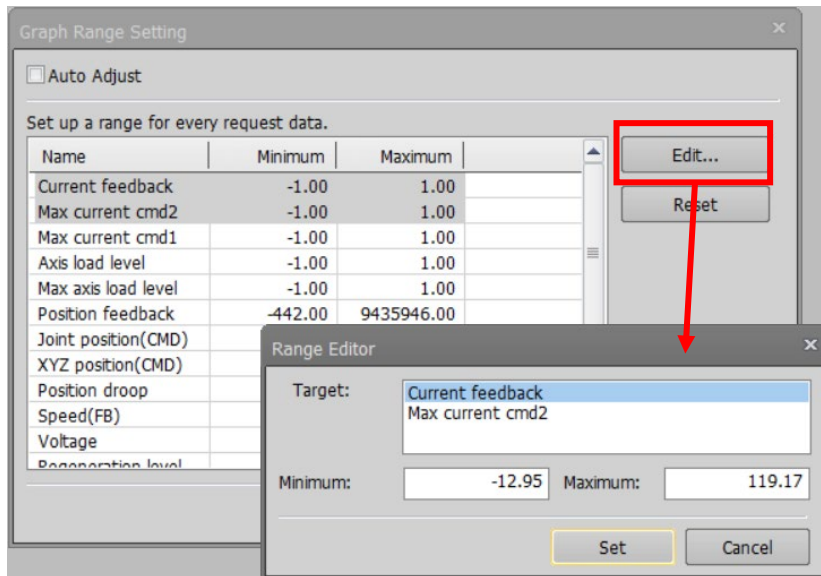 Graph Range Setting
Auto Adjust
Set up a range for every request data.
Name Minimum Maximum
Edit...
Current feedback -1.00 1.00
Max current cmd2 -1.00 1.00
Reset
Max current cmd1 -1.00 1.00
Axis load level -1.00 1.00
Max axis load level -1.00 1.00
Position feedback -442.00 9435946.00
Joint position(CMD)
XYZ position(CMD)
Position droop
Speed(FB)
Voltage
Regeneration level
Range Editor
Target: Current feedback
Max current cmd2
Minimum: -12.95 Maximum: 119.17
Set Cancel